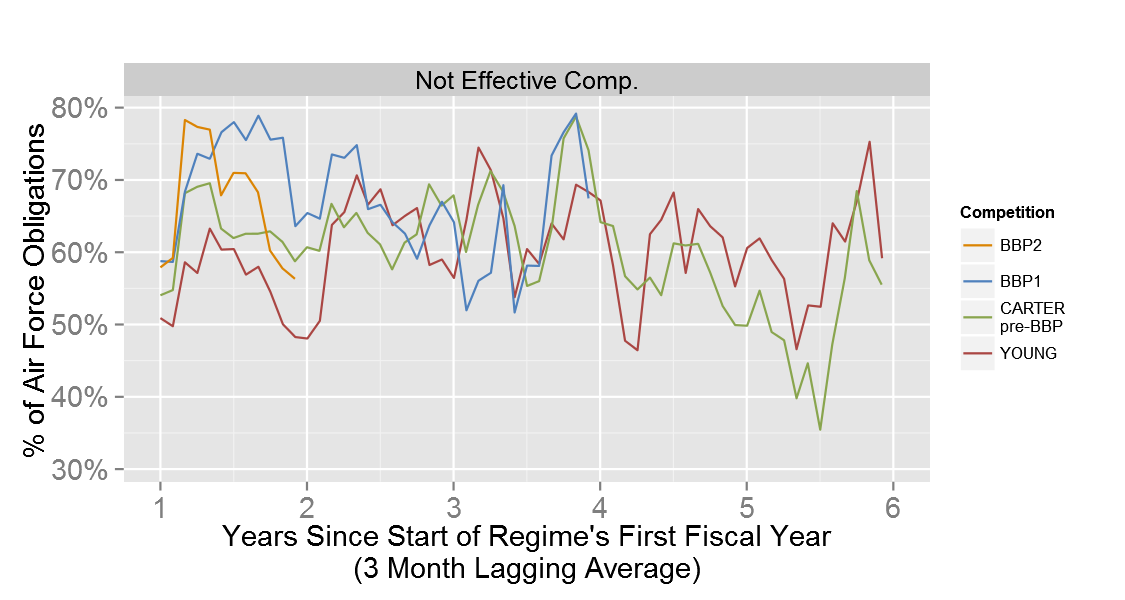 Not Effective Comp.
80%
70%
60%
50%
40%
30%
% of Air Force Obligations
1 2 3 4 5 6
Years Since Start of Regime's First Fiscal Year
(3 Month Lagging Average)
Competition
BBP2
BBP1
CARTER
pre-BBP
YOUNG